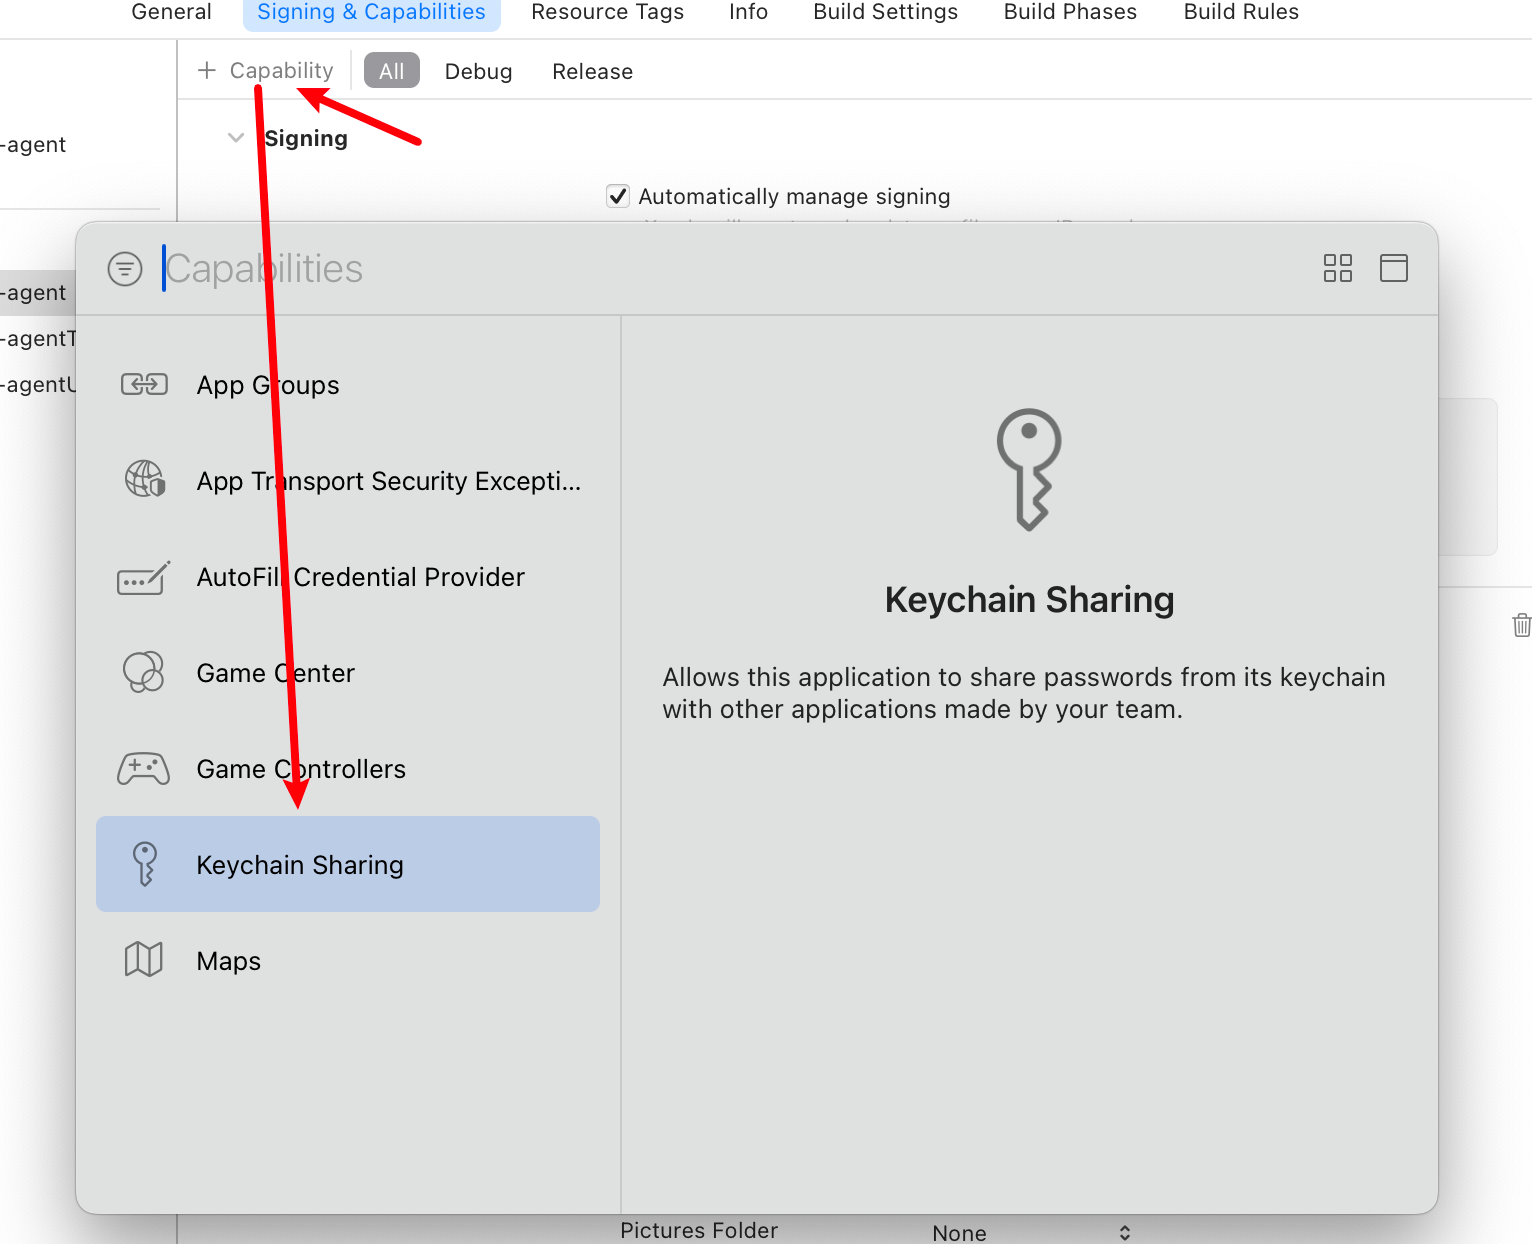 General Signing & Capabilities Resource Tags Info Build Settings Build Phases Build Rules
+ Capability All Debug Release
-agent
Signing
Automatically manage signing
Capabilities
-agent
-agentT
-agentU
App Groups
App Transport Security Excepti...
AutoFill Credential Provider
Game Center
Game Controllers
Keychain Sharing
Maps
Keychain Sharing
Allows this application to share passwords from its keychain
with other applications made by your team.
Pictures Folder None